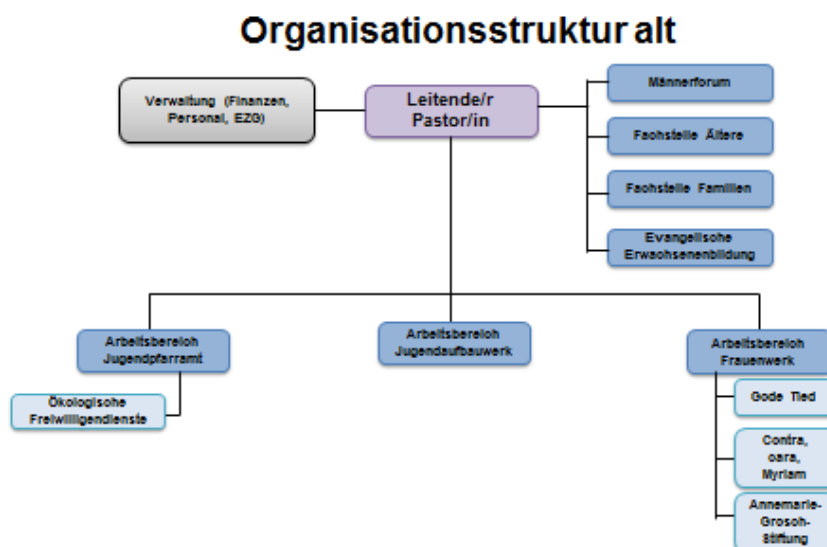 Organisationsstruktur alt
Verwaltung (Finanzen,
Personal, EZG)
Leitende/r
Pastor/in
Männerforum
Fachstelle Ältere
Fachstelle Familien
Evangelische
Erwachsenenbildung
Arbeitsbereich
Jugendpfarramt
Arbeitsbereich
Jugendaufbauwerk
Arbeitsbereich
Frauenwerk
Ökologische
Freiwilligendienste
Gode Tied
Contra,
cara,
Myriam
Annemarie-
Grosch-
Stiftung